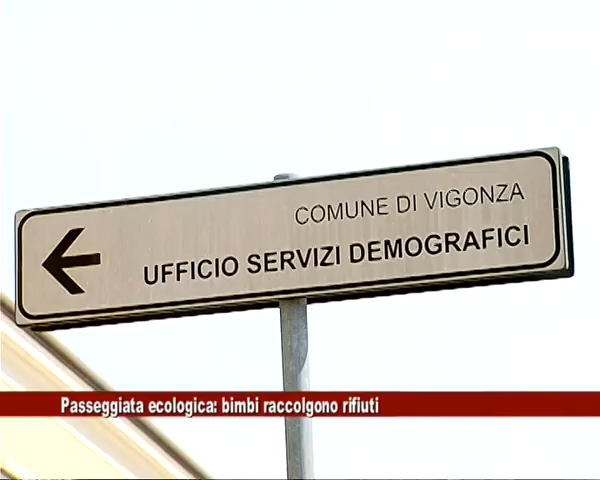 COMUNE DI VIGONZA
UFFICIO SERVIZI DEMOGRAFICI
Passeggiata ecologica: bimbi raccolgono rifiuti